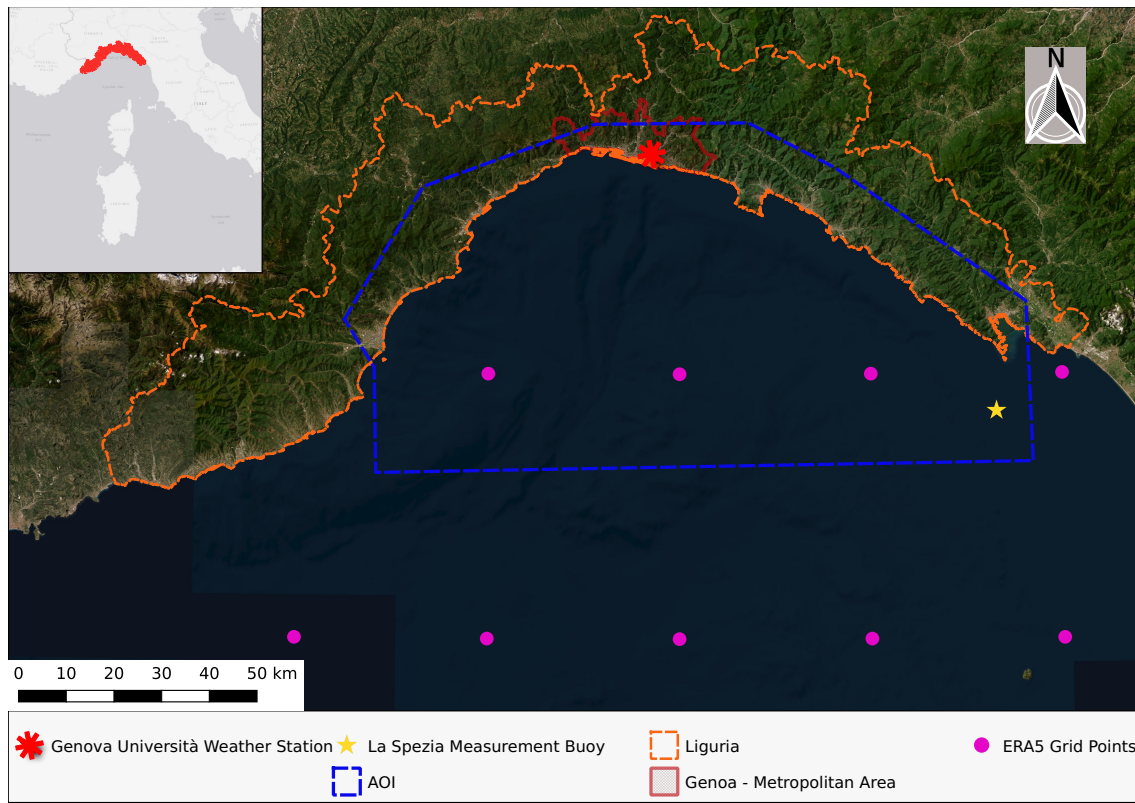 N
0 10 20 30 40 50 km
Genova Università Weather Station
La Spezia Measurement Buoy
Liguria
ERA5 Grid Points
AOI
Genoa - Metropolitan Area